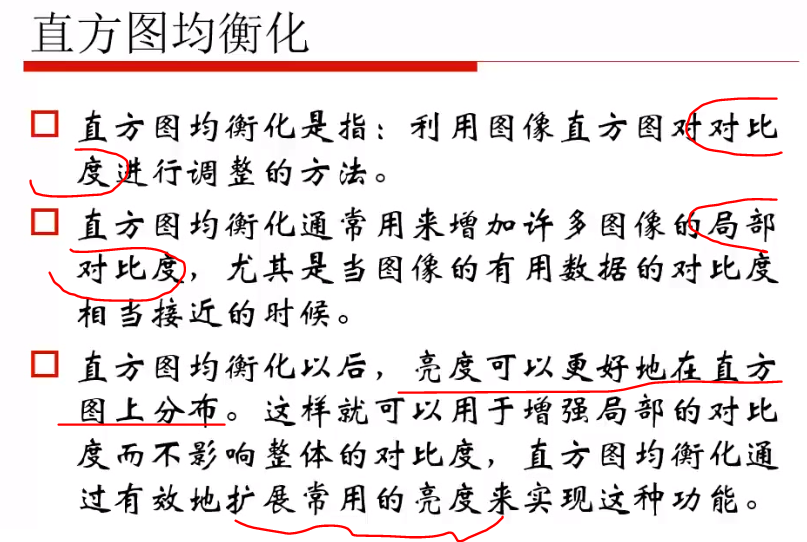 直方图均衡化
直方图均衡化是指：利用图像直方图对对比
度进行调整的方法。
直方图均衡化通常用来增加许多图像的局部
对比度，尤其是当图像的有用数据的对比度
相当接近的时候。
直方图均衡化以后，亮度可以更好地在直方
图上分布。这样就可以用于增强局部的对比
度而不影响整体的对比度，直方图均衡化通
过有效地扩展常用的亮度来实现这种功能。